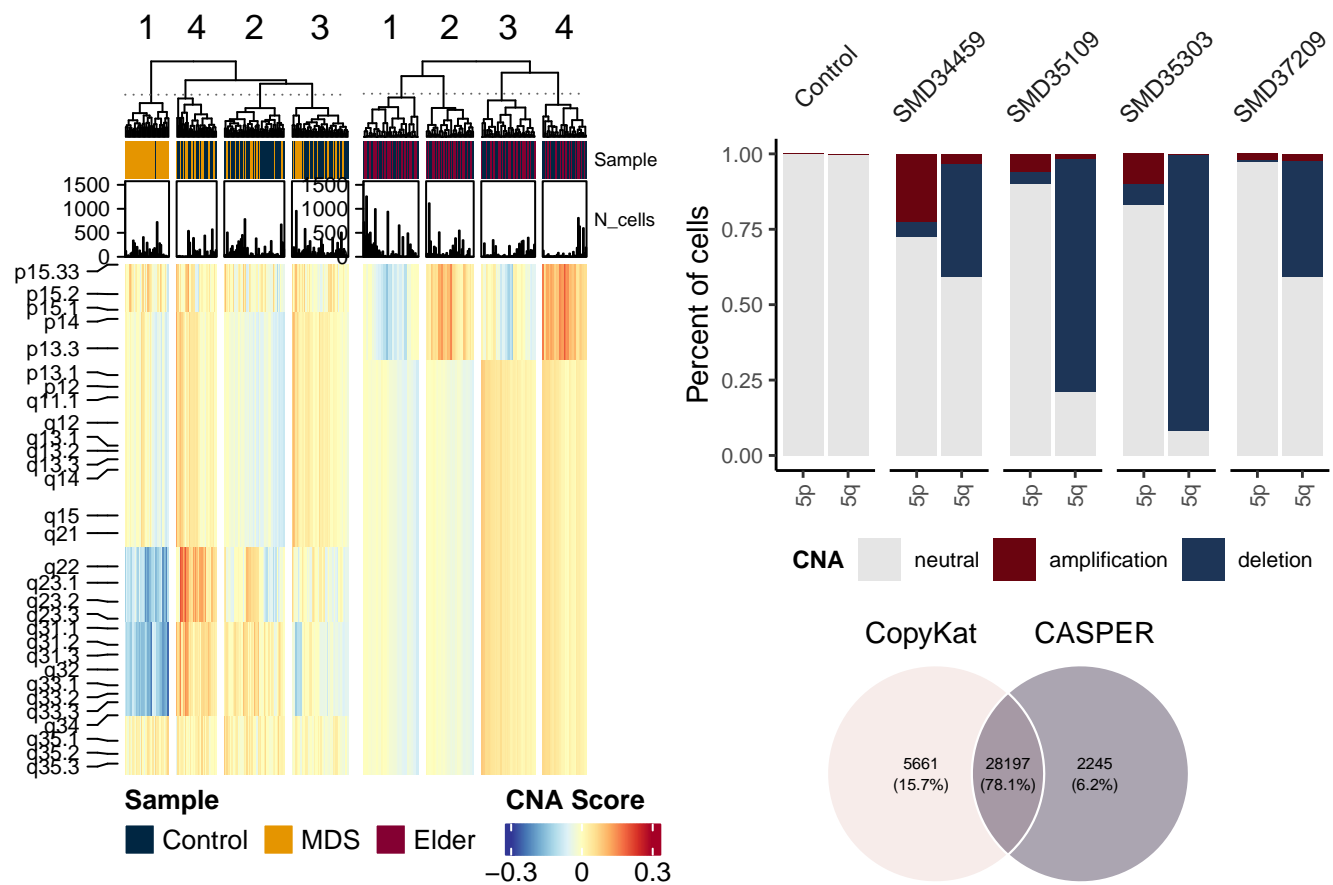 1 4 2 3 1 2 3 4
Sample
1500
1000
500
0
1500
1000
500
0
N_cells
p15.33
p15.2
p15.1
p14
p13.3
p13.1
p12
q11.1
q12
q13.1
q13.2
q13.3
q14
q15
q21
q22
q23.1
q23.2
q23.3
q31.1
q31.2
q31.3
q32
q33.1
q33.2
q33.3
q34
q35.1
q35.2
q35.3
Sample
Control MDS Elder
CNA Score
−0.3 0 0.3
Control SMD34459 SMD35109 SMD35303 SMD37209
Percent of cells
1.00
0.75
0.50
0.25
0.00
5p 5q 5p 5q 5p 5q 5p 5q 5p 5q
CNA neutral amplification deletion
CopyKat CASPER
5661 28197 2245
(15.7%) (78.1%) (6.2%)